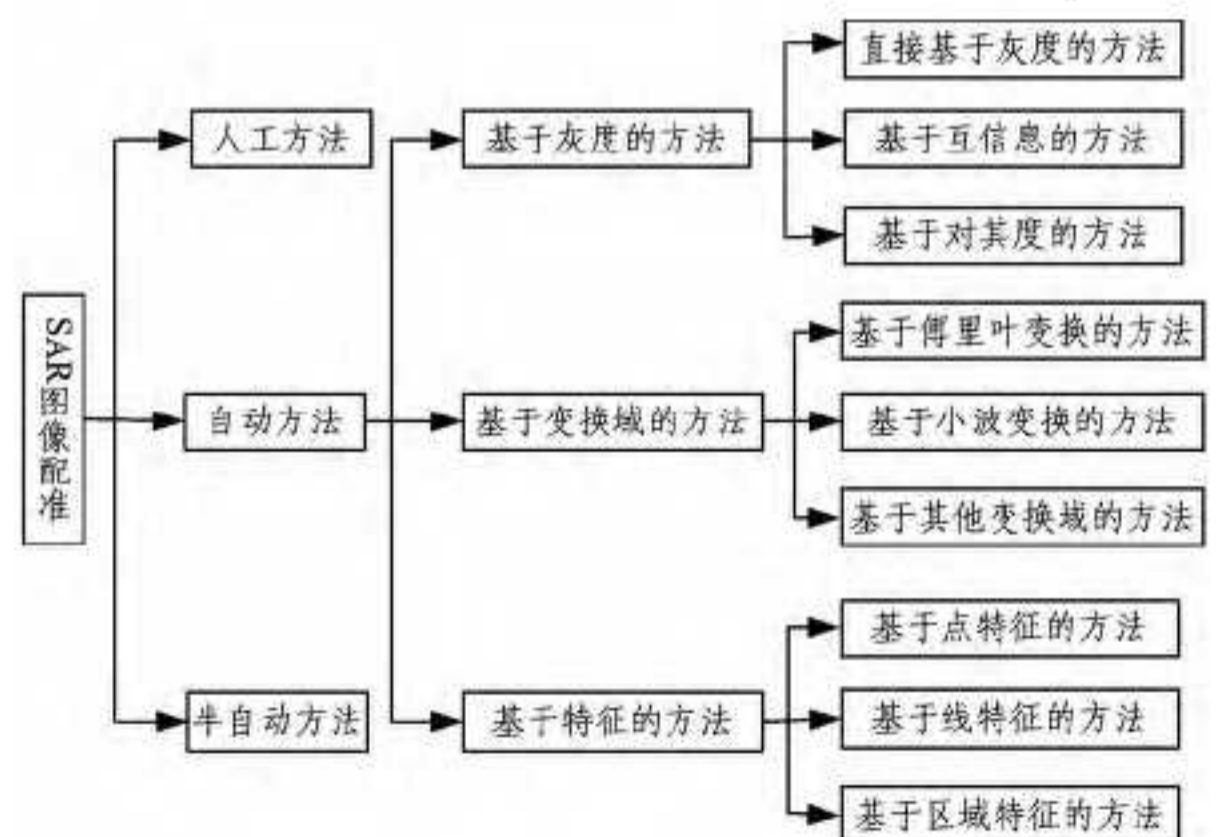 SAR图像配准
人工方法
自动方法
半自动方法
基于灰度的方法
基于变换域的方法
基于特征的方法
直接基于灰度的方法
基于互信息的方法
基于对其度的方法
基于傅里叶变换的方法
基于小波变换的方法
基于其他变换域的方法
基于点特征的方法
基于线特征的方法
基于区域特征的方法